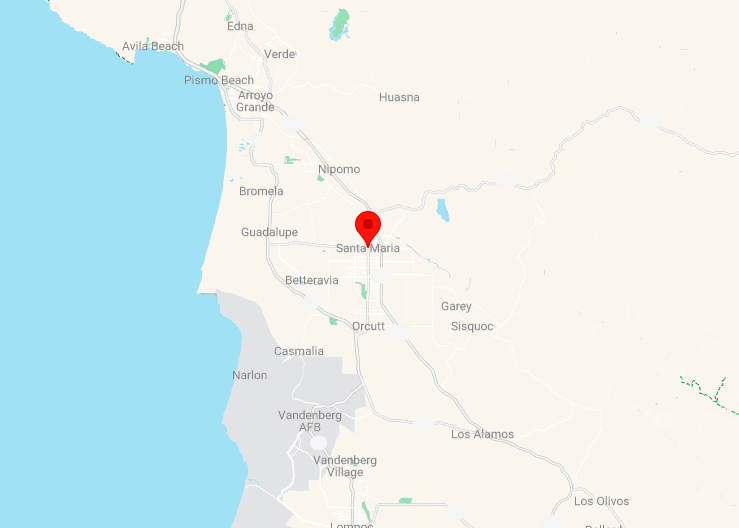 Edna
Avila Beach
Verde
Pismo Beach
Arroyo
Grande
Huasna
Nipomo
Bromela
Guadalupe
Santa Maria
Betteravia
Garey
Orcutt
Sisquoc
Casmalia
Narlon
Vandenberg
AFB
Los Alamos
Vandenberg
Village
Los Olivos